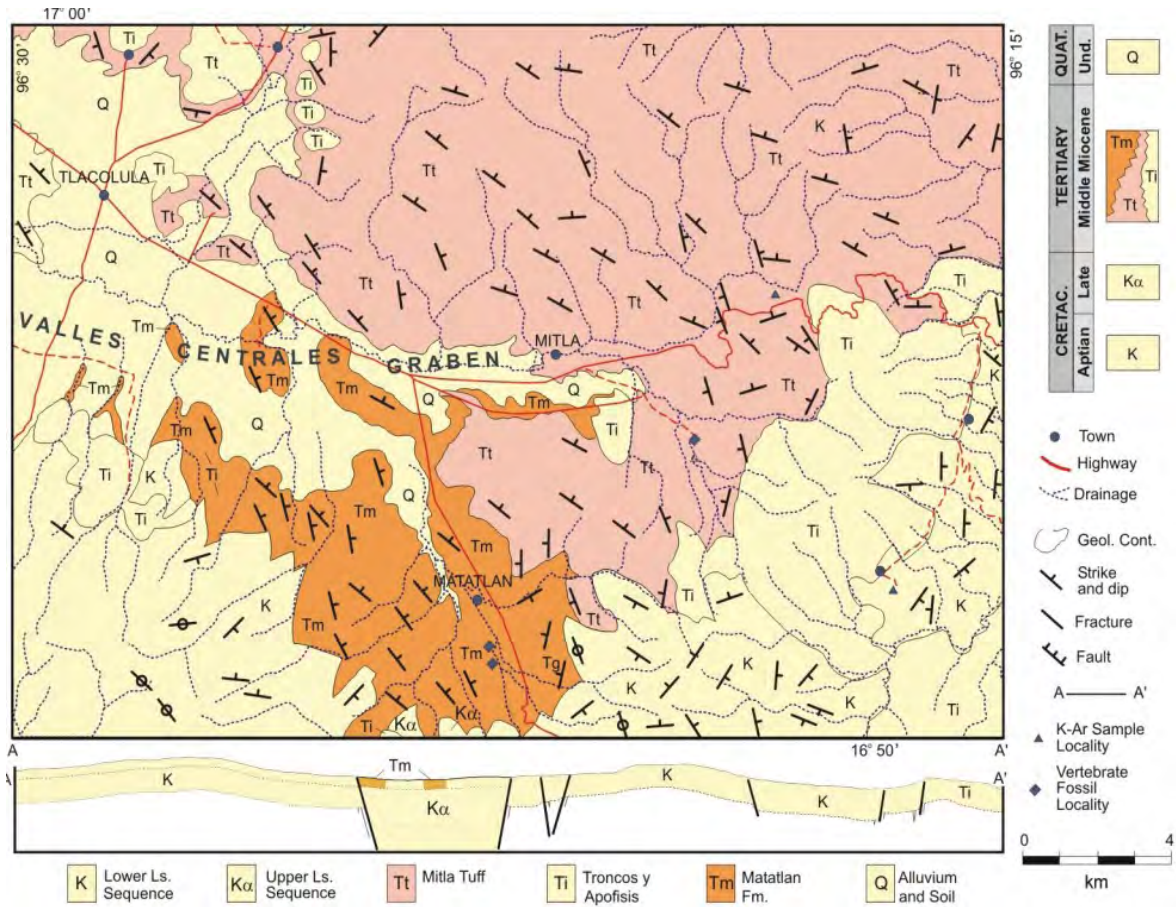 17° 00'
96° 30'
96° 15'
Ti
Tt
Q
Ti
Ti
Ti
Tt
Tt
K
Tt
TLACOLULA
Ti
Tt
Tt
Tt
Tt
Q
Tt
Tt
Ti
VALLES CENTRALES GRABEN
Tm
MITLA
Ti
K
Tm
Tm
Tm
Q
Q
Tm
Tt
Tm
Q
Ti
Ti
K
Ti
Tt
Tt
Tm
Q
Ti
Ti
Tm
MATATLAN
Ti
K
Tm
Tt
Tm
Tg
K
K
Ti
Ti
Kα
Kα
16° 50'
A
A'
A
K
Tm
Kα
K
K
Ti
A'
QUAT.
Und.
Q
TERTIARY
Middle Miocene
Tm
Tt
Ti
CRETAC.
Late
Kα
Aptian
K
Town
Highway
Drainage
Geol. Cont.
Strike
and dip
Fracture
Fault
A A'
K-Ar Sample
Locality
Vertebrate
Fossil
Locality
0 4
km
K Lower Ls.
Sequence
Kα Upper Ls.
Sequence
Tt Mitla Tuff
Ti Troncos y
Apofisis
Tm Matatlan
Fm.
Q Alluvium
and Soil